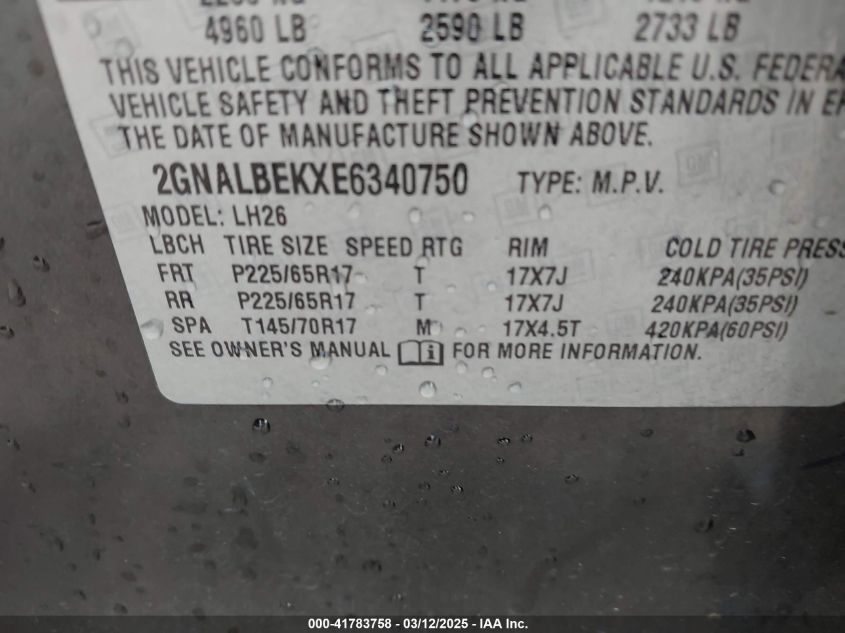 4960 LB 2590 LB 2733 LB
THIS VEHICLE CONFORMS TO ALL APPLICABLE U.S. FEDERA
VEHICLE SAFETY AND THEFT PREVENTION STANDARDS IN EF
THE DATE OF MANUFACTURE SHOWN ABOVE.
2GNALBEKXE6340750 TYPE: M.P.V.
MODEL: LH26
LBCH TIRE SIZE SPEED RTG RIM COLD TIRE PRESS
FRT P225/65R17 T 17X7J 240KPA(35PSI)
RR P225/65R17 T 17X7J 240KPA(35PSI)
SPA T145/70R17 M 17X4.5T 420KPA(60PSI)
SEE OWNER'S MANUAL FOR MORE INFORMATION.
000-41783758 - 03/12/2025 - IAA Inc.